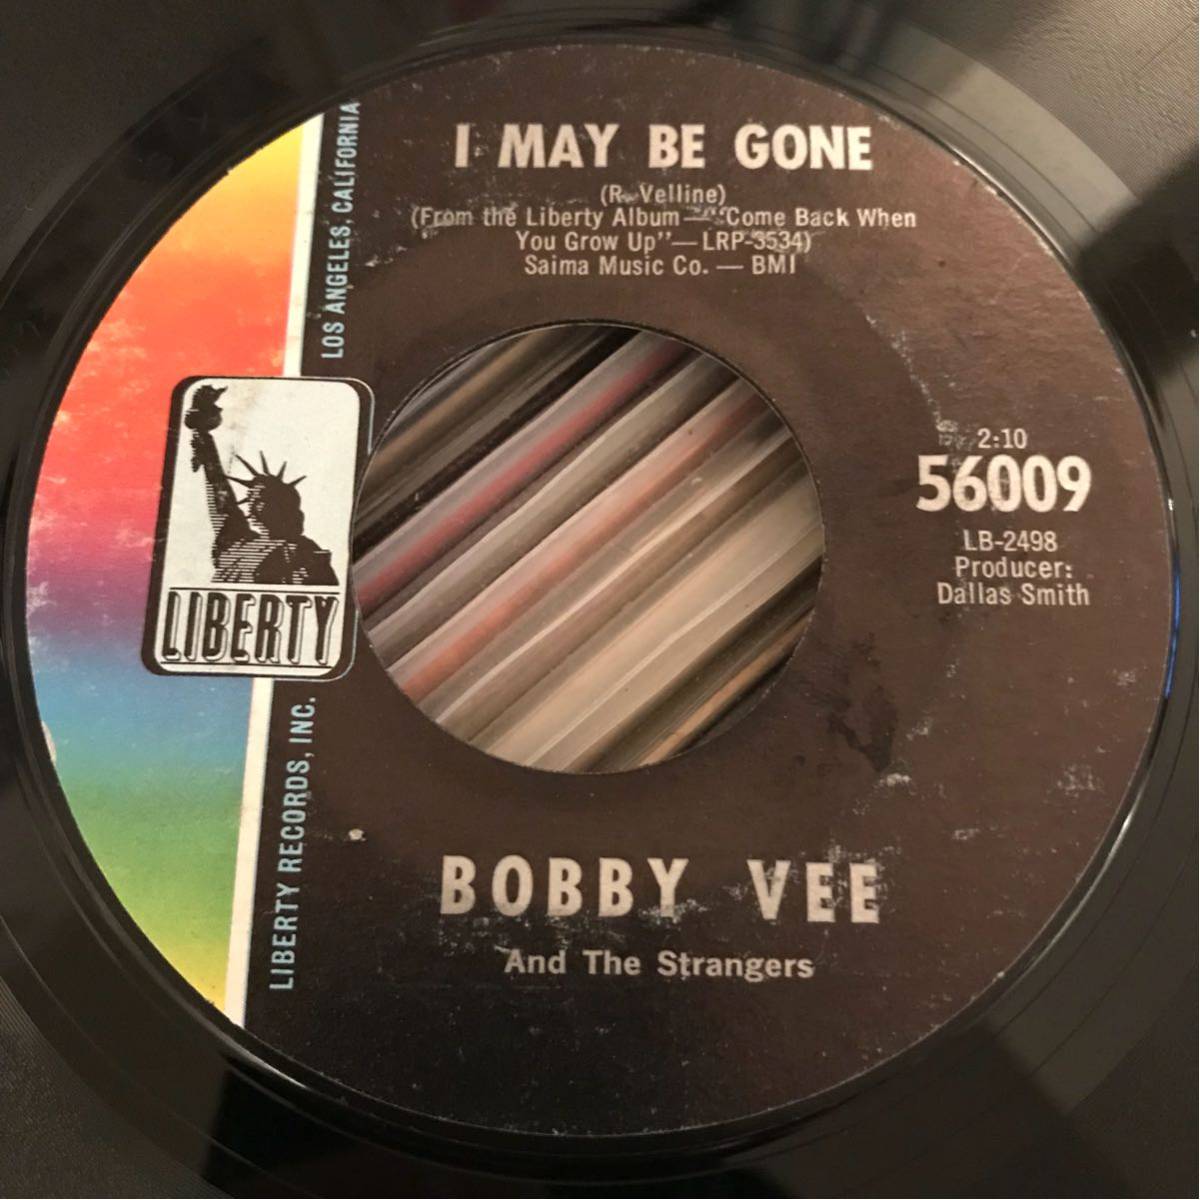 I MAY BE GONE
(R. Velline)
(From the Liberty Album — "Come Back When
You Grow Up" — LRP-3534)
Saima Music Co. — BMI
LOS ANGELES, CALIFORNIA
LIBERTY
LIBERTY RECORDS, INC.
2:10
56009
LB-2498
Producer:
Dallas Smith
BOBBY VEE
And The Strangers